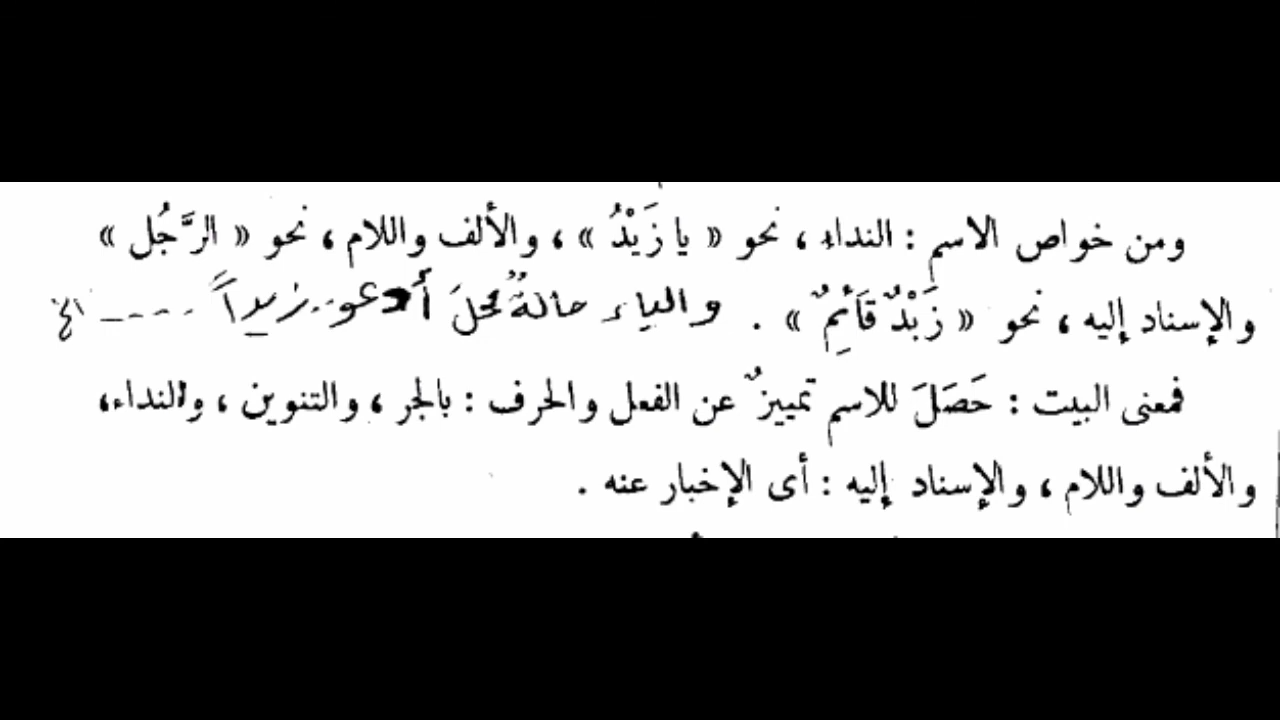 ومن خواص الاسم : النداء ، نحو « يا زَيْدُ » ، والألف واللام ، نحو « الرَّجُل »
والإسناد إليه ، نحو « زَيْدٌ قَائِمٌ » . والياء حالةٌ محلَ أدعو .. زيداً ----
فمعنى البيت : حَصَلَ للاسم تمييزٌ عن الفعل والحرف : بالجر ، والتنوين ، والنداء،
والألف واللام ، والإسناد إليه : أى الإخبار عنه .